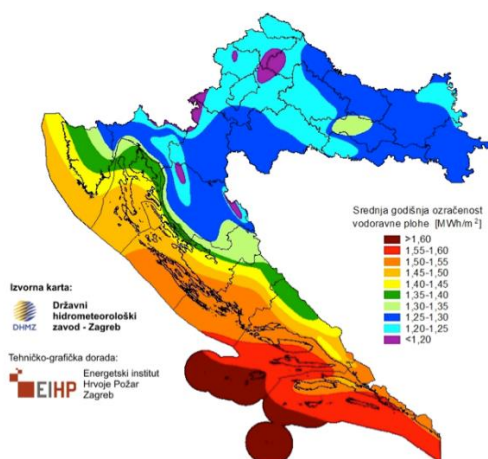 Srednja godišnja ozračenost
vodoravne plohe [MWh/m²]
>1,60
1,55-1,60
1,50-1,55
1,45-1,50
1,40-1,45
1,35-1,40
1,30-1,35
1,25-1,30
1,20-1,25
<1,20
Izvorna karta:
DHMZ
Državni
hidrometeorološki
zavod - Zagreb
Tehničko-grafička dorada:
EIHP
Energetski institut
Hrvoje Požar
Zagreb